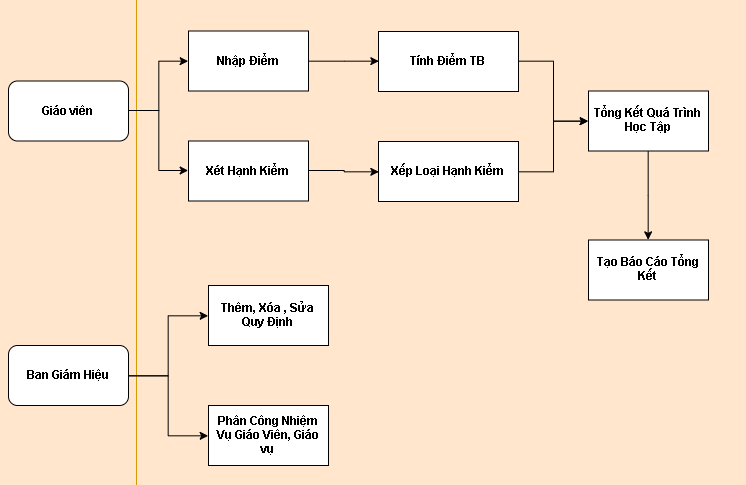 Nhập Điểm
Tính Điểm TB
Giáo viên
Tổng Kết Quá Trình
Học Tập
Xét Hạnh Kiểm
Xếp Loại Hạnh Kiểm
Tạo Báo Cáo Tổng
Kết
Thêm, Xóa , Sửa
Quy Định
Ban Giám Hiệu
Phân Công Nhiệm
Vụ Giáo Viên, Giáo
vụ